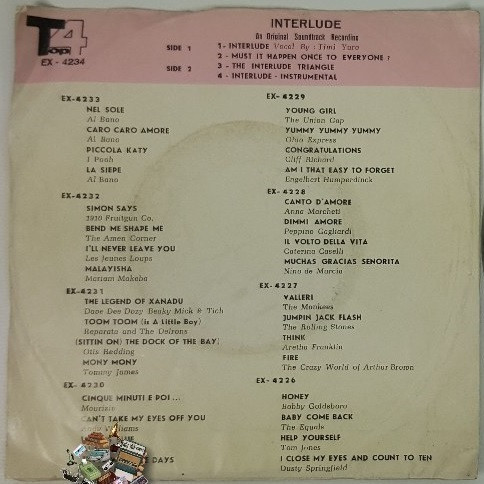 Top 4
EX - 4234
INTERLUDE
An Original Soundtrack Recording
SIDE 1
1 - INTERLUDE Vocal By: Timi Yuro
2 - MUST IT HAPPEN ONCE TO EVERYONE?
SIDE 2
3 - THE INTERLUDE TRIANGLE
4 - INTERLUDE - INSTRUMENTAL
EX-4233
NEL SOLE
Al Bano
CARO CARO AMORE
Al Bano
PICCOLA KATY
I Pooh
LA SIEPE
Al Bano
EX-4232
SIMON SAYS
1910 Fruitgun Co.
BEND ME SHAPE ME
The Amen Corner
I'LL NEVER LEAVE YOU
Les Jeunes Loups
MALAYISHA
Mariam Makeba
EX-4231
THE LEGEND OF XANADU
Dave Dee Dozy Beaky Mick & Tich
TOOM TOOM (is A Little Boy)
Reparata and The Delrons
(SITTIN ON) THE DOCK OF THE BAY)
Otis Redding
MONY MONY
Tommy James
EX-4230
CINQUE MINUTI E POI ...
Maurizio
CAN'T TAKE MY EYES OFF YOU
Andy Williams
DAYS
EX-4229
YOUNG GIRL
The Union Gap
YUMMY YUMMY YUMMY
Ohio Express
CONGRATULATIONS
Cliff Richard
AM I THAT EASY TO FORGET
Engelbert Humperdinck
EX-4228
CANTO D'AMORE
Anna Marcheti
DIMMI AMORE
Peppino Gagliardi
IL VOLTO DELLA VITA
Caterina Caselli
MUCHAS GRACIAS SENORITA
Nino de Murcia
EX-4227
VALLERI
The Monkees
JUMPIN JACK FLASH
The Rolling Stones
THINK
Aretha Franklin
FIRE
The Crazy World of Arthur Brown
EX-4226
HONEY
Bobby Goldsboro
BABY COME BACK
The Equals
HELP YOURSELF
Tom Jones
I CLOSE MY EYES AND COUNT TO TEN
Dusty Springfield